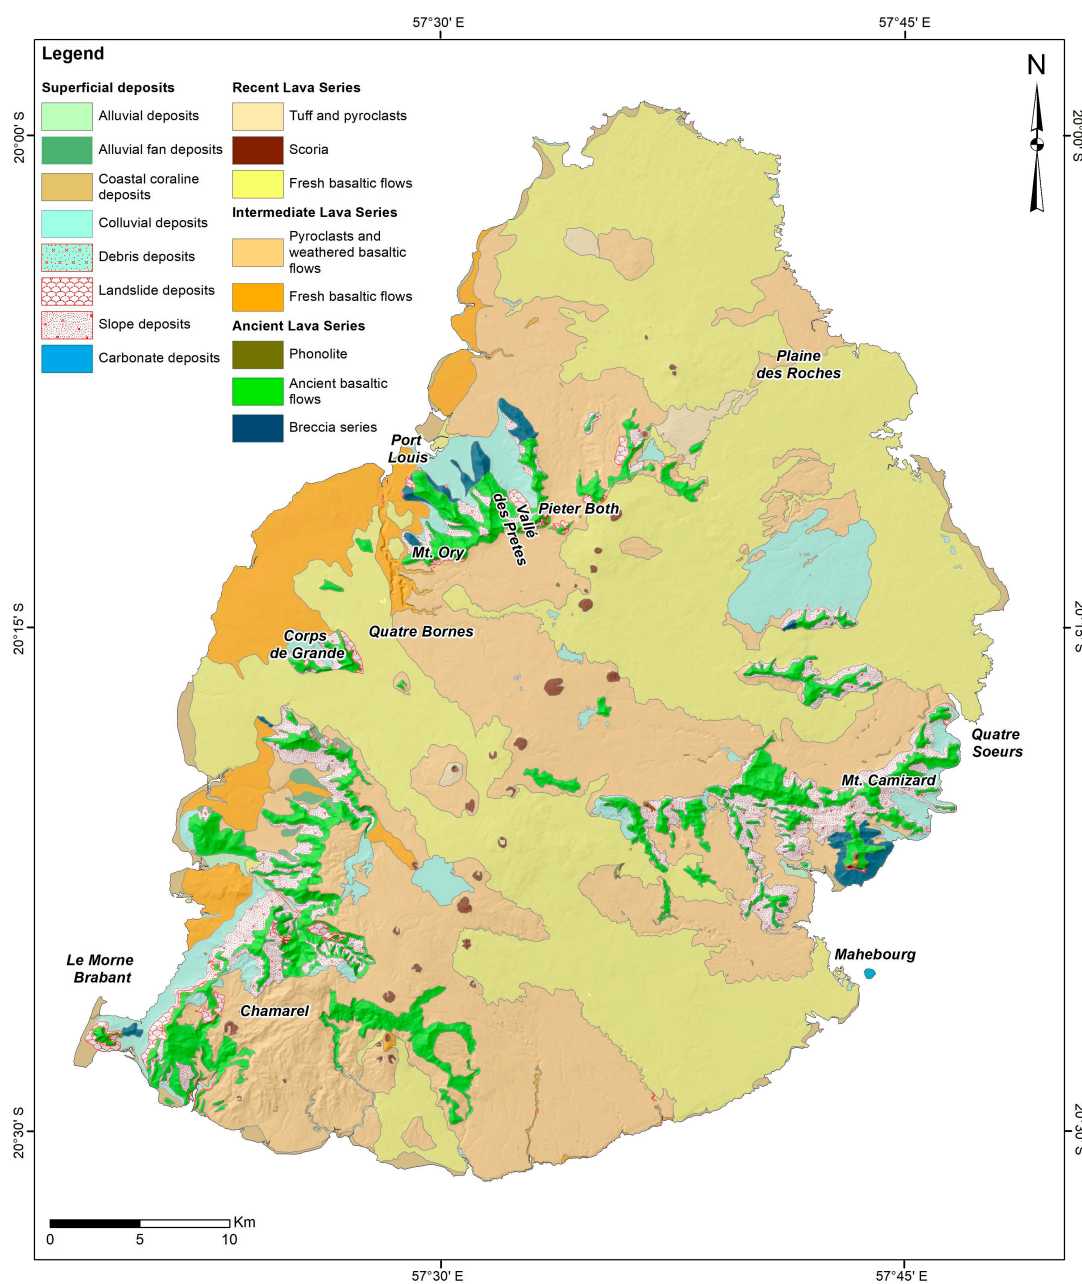 57°30' E
57°45' E
Legend
Superficial deposits
Alluvial deposits
Alluvial fan deposits
Coastal coraline
deposits
Colluvial deposits
Debris deposits
Landslide deposits
Slope deposits
Carbonate deposits
Recent Lava Series
Tuff and pyroclasts
Scoria
Fresh basaltic flows
Intermediate Lava Series
Pyroclasts and
weathered basaltic
flows
Fresh basaltic flows
Ancient Lava Series
Phonolite
Ancient basaltic
flows
Breccia series
N
20°00' S
20°00' S
Plaine
des Roches
Port
Louis
Pieter Both
Vallé
des Pretes
Mt. Ory
20°15' S
20°15' S
Quatre Bornes
Corps
de Grande
Quatre
Soeurs
Mt. Camizard
Mahebourg
Le Morne
Brabant
Chamarel
20°30' S
20°30' S
Km
0 5 10
57°30' E
57°45' E